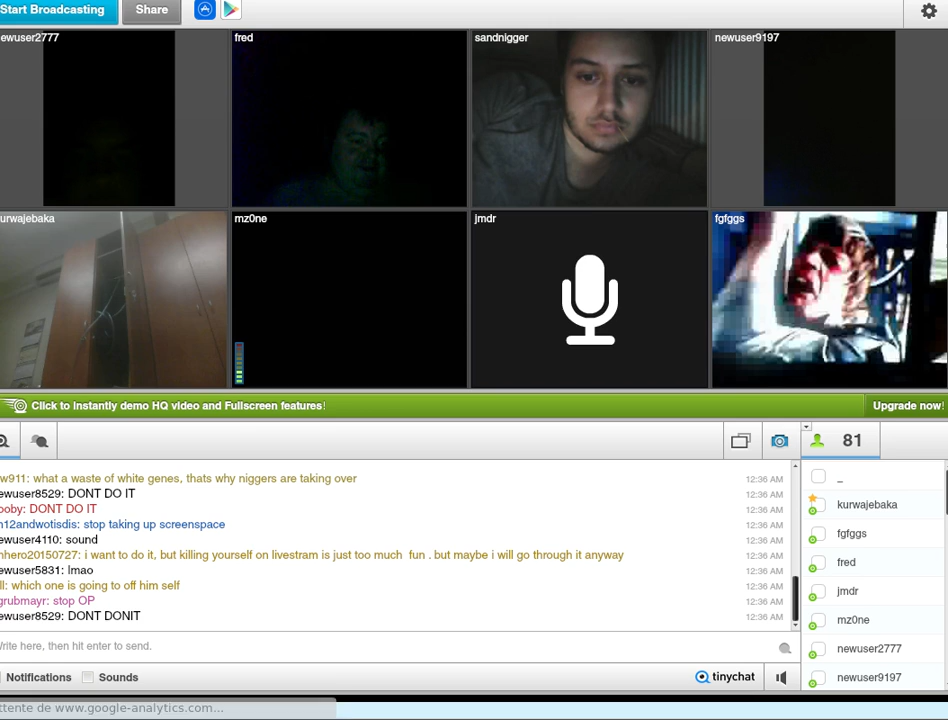 Start Broadcasting
Share
ewuser2777
fred
sandnigger
newuser9197
urwajebaka
mz0ne
jmdr
fgfggs
Click to instantly demo HQ video and Fullscreen features!
Upgrade now!
81
w911: what a waste of white genes, thats why niggers are taking over 12:36 AM
ewuser8529: DONT DO IT 12:36 AM
ooby: DONT DO IT 12:36 AM
n12andwotisdis: stop taking up screenspace 12:36 AM
ewuser4110: sound 12:36 AM
nhero20150727: i want to do it, but killing yourself on livestram is just too much fun . but maybe i will go through it anyway 12:36 AM
ewuser5831: lmao 12:36 AM
ll: which one is going to off him self 12:36 AM
grubmayr: stop OP 12:36 AM
ewuser8529: DONT DONIT 12:36 AM
_
kurwajebaka
fgfggs
fred
jmdr
mz0ne
newuser2777
newuser9197
Write here, then hit enter to send.
Notifications
Sounds
tinychat
ttente de www.google-analytics.com...